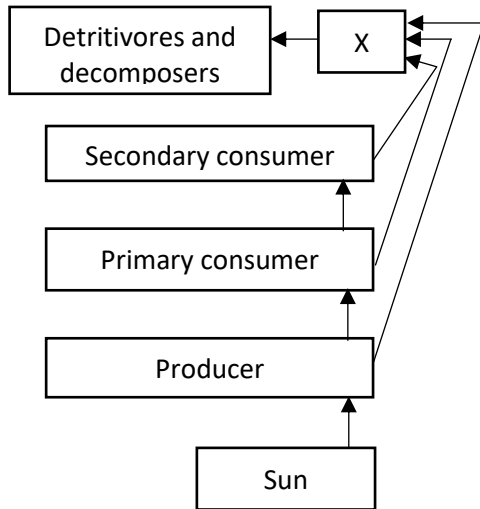 Detritivores and
decomposers
X
Secondary consumer
Primary consumer
Producer
Sun